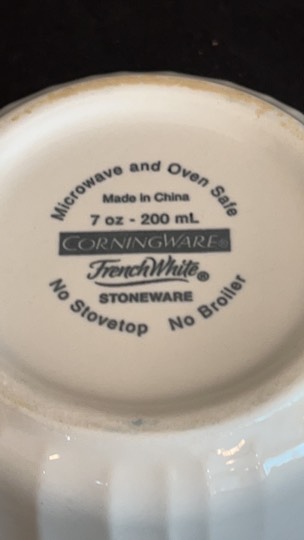 Microwave and Oven Safe
Made in China
7 oz - 200 mL
CORNINGWARE®
FrenchWhite®
STONEWARE
No Stovetop No Broiler